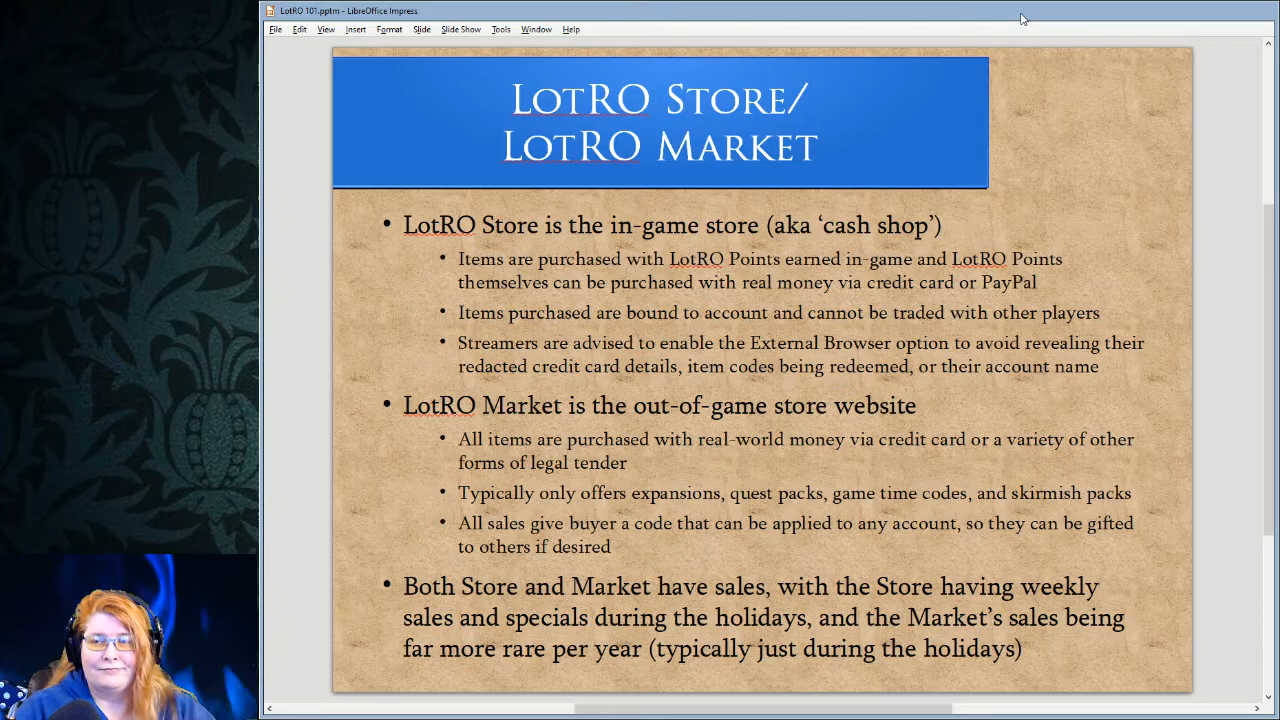 LotRO 101.pptm - LibreOffice Impress
File Edit View Insert Format Slide Slide Show Tools Window Help
LotRO Store/
LotRO Market
• LotRO Store is the in-game store (aka ‘cash shop’)
• Items are purchased with LotRO Points earned in-game and LotRO Points
themselves can be purchased with real money via credit card or PayPal
• Items purchased are bound to account and cannot be traded with other players
• Streamers are advised to enable the External Browser option to avoid revealing their
redacted credit card details, item codes being redeemed, or their account name
• LotRO Market is the out-of-game store website
• All items are purchased with real-world money via credit card or a variety of other
forms of legal tender
• Typically only offers expansions, quest packs, game time codes, and skirmish packs
• All sales give buyer a code that can be applied to any account, so they can be gifted
to others if desired
• Both Store and Market have sales, with the Store having weekly
sales and specials during the holidays, and the Market’s sales being
far more rare per year (typically just during the holidays)